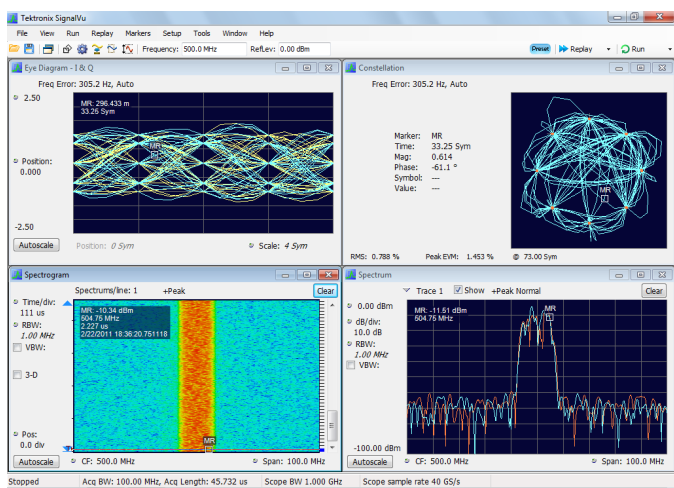 Tektronix SignalVu
File View Run Replay Markers Setup Tools Window Help
Frequency: 500.0 MHz RefLev: 0.00 dBm Preset Replay Run
Eye Diagram - I & Q
Freq Error: 305.2 Hz, Auto
2.50
MR: 296.433 m
33.25 Sym
MR
Position:
0.000
-2.50
Autoscale Position: 0 Sym Scale: 4 Sym
Constellation
Freq Error: 305.2 Hz, Auto
Marker: MR
Time: 33.25 Sym
Mag: 0.614
Phase: -61.1 °
Symbol: ---
Value: ---
MR
RMS: 0.788 % Peak EVM: 1.453 % @ 73.00 Sym
Spectrogram
Spectrums/line: 1 +Peak Clear
Time/div:
111 us
RBW:
1.00 MHz
VBW:
3-D
Pos:
0.0 div
MR: -10.34 dBm
504.75 MHz
2.227 us
2/22/2011 18:36:20.751118
MR
Autoscale CF: 500.0 MHz Span: 100.0 MHz
Spectrum
Trace 1 Show +Peak Normal Clear
0.00 dBm
dB/div:
10.0 dB
RBW:
1.00 MHz
VBW:
MR: -11.51 dBm
504.75 MHz
MR
-100.00 dBm
Autoscale CF: 500.0 MHz Span: 100.0 MHz
Stopped Acq BW: 100.00 MHz, Acq Length: 45.732 us Scope BW 1.000 GHz Scope sample rate 40 GS/s